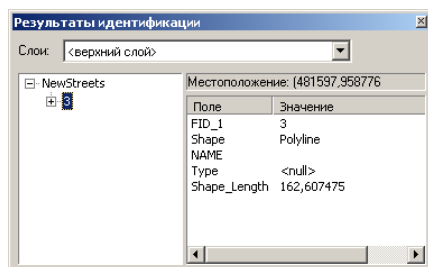 Результаты идентификации
Слои: <верхний слой>
NewStreets
3
Местоположение: (481597,958776
Поле Значение
FID_1 3
Shape Polyline
NAME
Type <null>
Shape_Length 162,607475